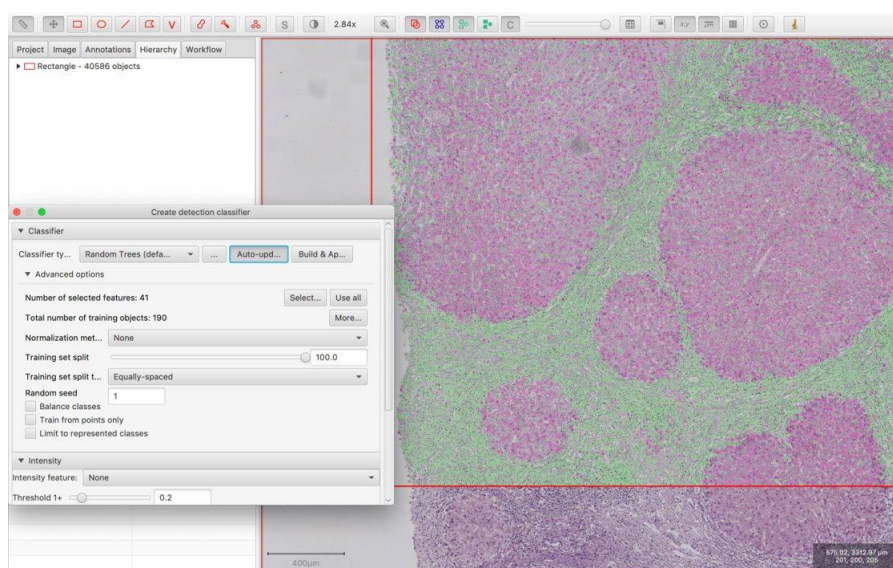 V
S
2.84x
C
x,y
Project Image Annotations Hierarchy Workflow
Rectangle - 40586 objects
Create detection classifier
Classifier
Classifier ty... Random Trees (defa... ... Auto-upd... Build & Ap...
Advanced options
Number of selected features: 41 Select... Use all
Total number of training objects: 190 More...
Normalization met... None
Training set split 100.0
Training set split t... Equally-spaced
Random seed 1
Balance classes
Train from points only
Limit to represented classes
Intensity
Intensity feature: None
Threshold 1+ 0.2
400µm
201, 200, 205